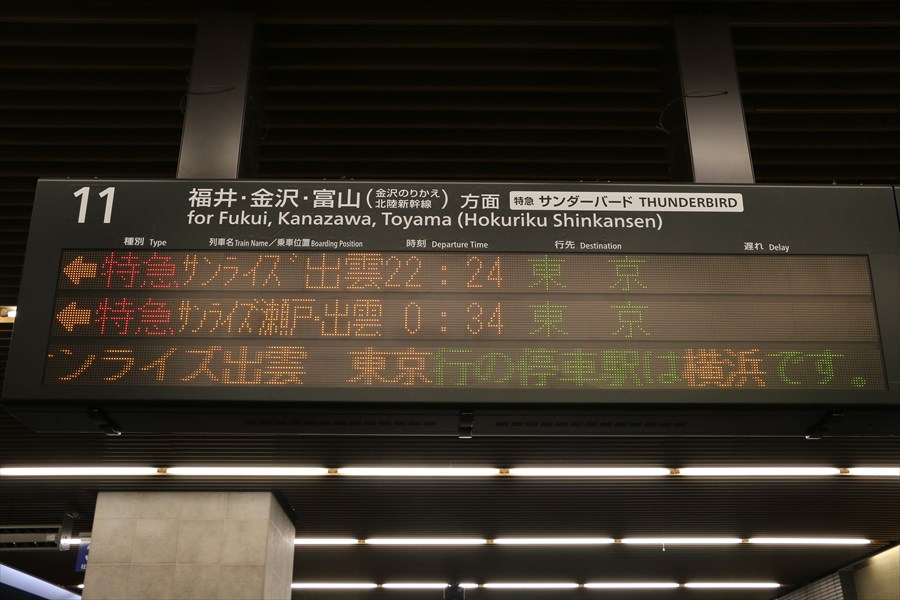 11 福井・金沢・富山(金沢のりかえ 北陸新幹線)方面 特急 サンダーバード THUNDERBIRD
for Fukui, Kanazawa, Toyama (Hokuriku Shinkansen)
種別 Type 列車名 Train Name／乗車位置 Boarding Position 時刻 Departure Time 行先 Destination 遅れ Delay
←特急サンライズ 出雲22:24 東 京
←特急サンライズ瀬戸・出雲 0:34 東 京
ンライズ出雲 東京行の停車駅は横浜です。